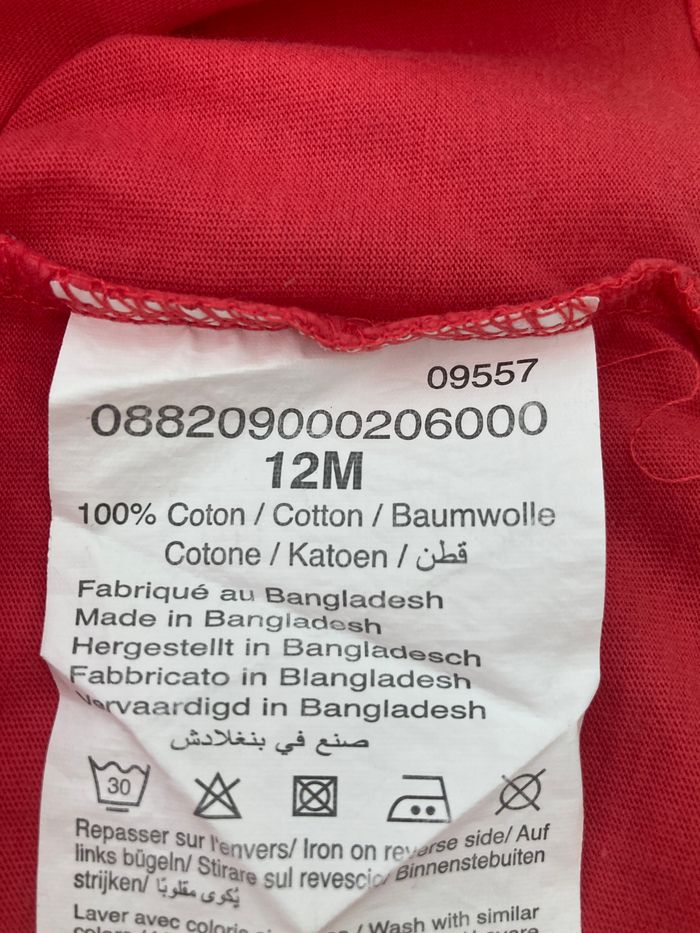 09557
088209000206000
12M
100% Coton / Cotton / Baumwolle
Cotone / Katoen / قطن
Fabriqué au Bangladesh
Made in Bangladesh
Hergestellt in Bangladesch
Fabbricato in Blangladesh
Vervaardigd in Bangladesh
صنع في بنغلادش
30
Repasser sur l'envers/ Iron on reverse side/ Auf
links bügeln/ Stirare sul revescio/ Binnenstebuiten
strijken/ يُكوى مقلوبًا
Laver avec coloris / Wash with similar